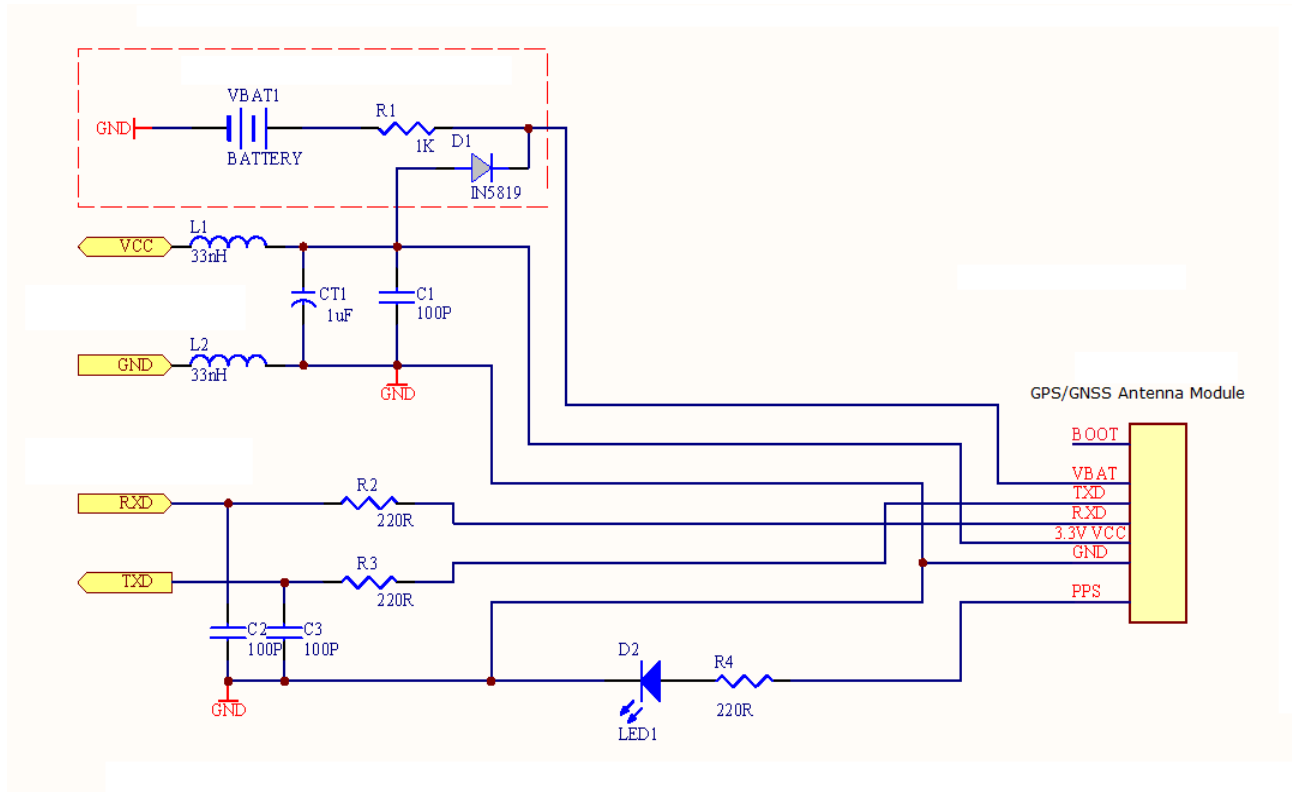 VBAT1
R1
GND
BATTERY
1K
D1
IN5819
L1
VCC
33nH
CT1
1uF
C1
100P
L2
GND
33nH
GND
GPS/GNSS Antenna Module
BOOT
VBAT
TXD
RXD
3.3V VCC
GND
PPS
R2
RXD
220R
R3
TXD
220R
C2
100P
C3
100P
GND
D2
LED1
R4
220R